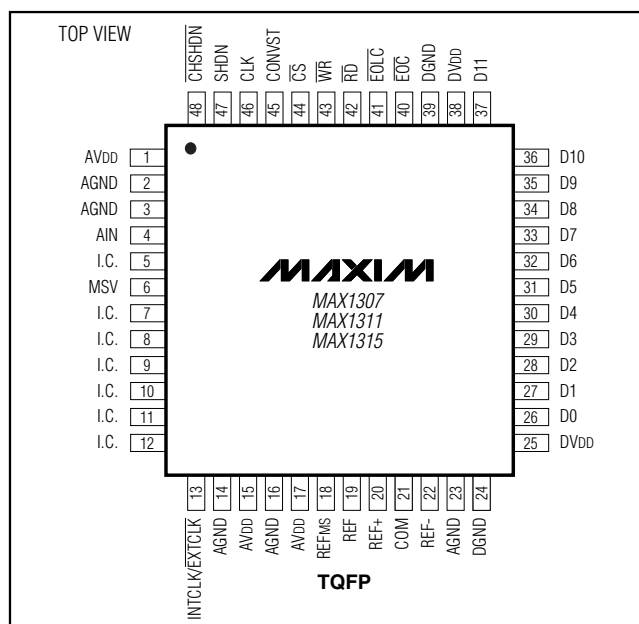 TOP VIEW
CHSHDN
SHDN
CLK
CONVST
CS
WR
RD
EOLC
EOC
DGND
DVDD
D11
48 47 46 45 44 43 42 41 40 39 38 37
AVDD 1
AGND 2
AGND 3
AIN 4
I.C. 5
MSV 6
I.C. 7
I.C. 8
I.C. 9
I.C. 10
I.C. 11
I.C. 12
MAXIM
MAX1307
MAX1311
MAX1315
36 D10
35 D9
34 D8
33 D7
32 D6
31 D5
30 D4
29 D3
28 D2
27 D1
26 D0
25 DVDD
13 14 15 16 17 18 19 20 21 22 23 24
INTCLK/EXTCLK
AGND
AVDD
AGND
AVDD
REFMS
REF
REF+
COM
REF-
AGND
DGND
TQFP